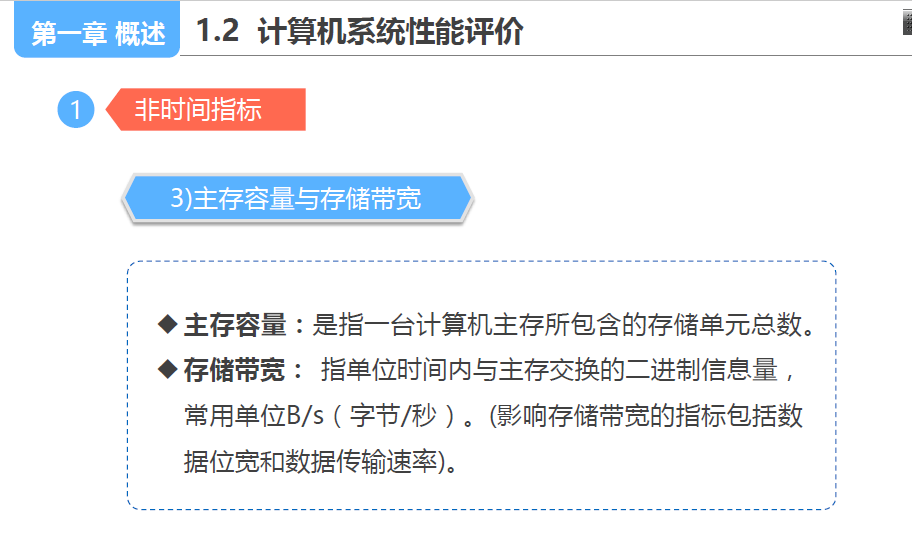 第一章 概述
1.2 计算机系统性能评价
1
非时间指标
3)主存容量与存储带宽
◆主存容量：是指一台计算机主存所包含的存储单元总数。
◆存储带宽： 指单位时间内与主存交换的二进制信息量，
常用单位B/s（字节/秒）。(影响存储带宽的指标包括数
据位宽和数据传输速率)。